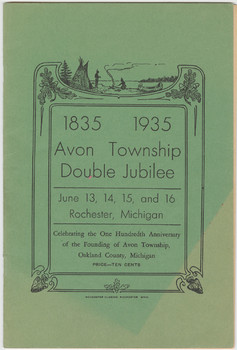 1835 1935
Avon Township
Double Jubilee
June 13, 14, 15, and 16
Rochester, Michigan
Celebrating the One Hundredth Anniversary
of the Founding of Avon Township,
Oakland County, Michigan
PRICE—TEN CENTS